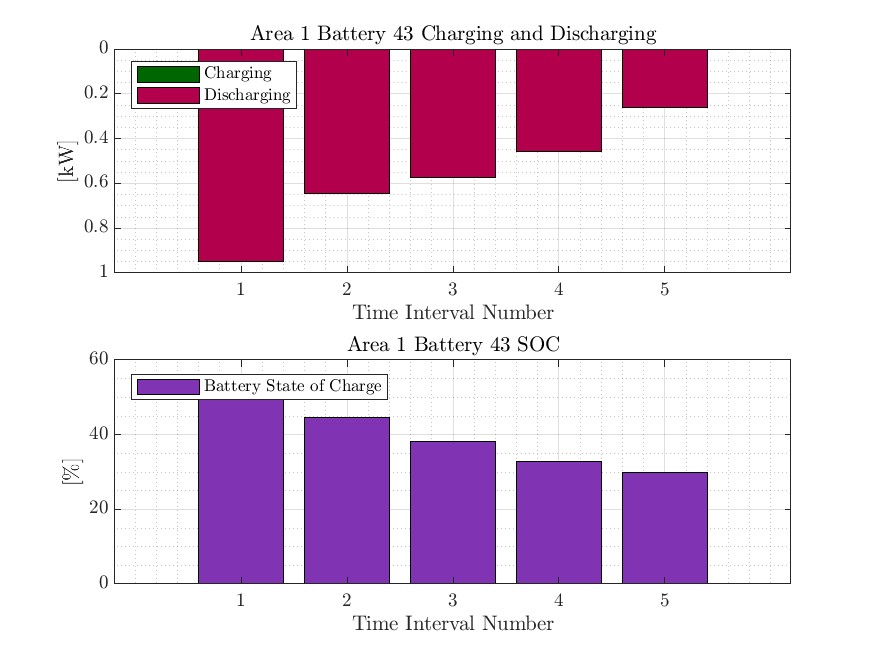 Area 1 Battery 43 Charging and Discharging
0
0.2
0.4
0.6
0.8
1
[kW]
Charging
Discharging
1 2 3 4 5
Time Interval Number
Area 1 Battery 43 SOC
60
40
20
0
[%]
Battery State of Charge
1 2 3 4 5
Time Interval Number